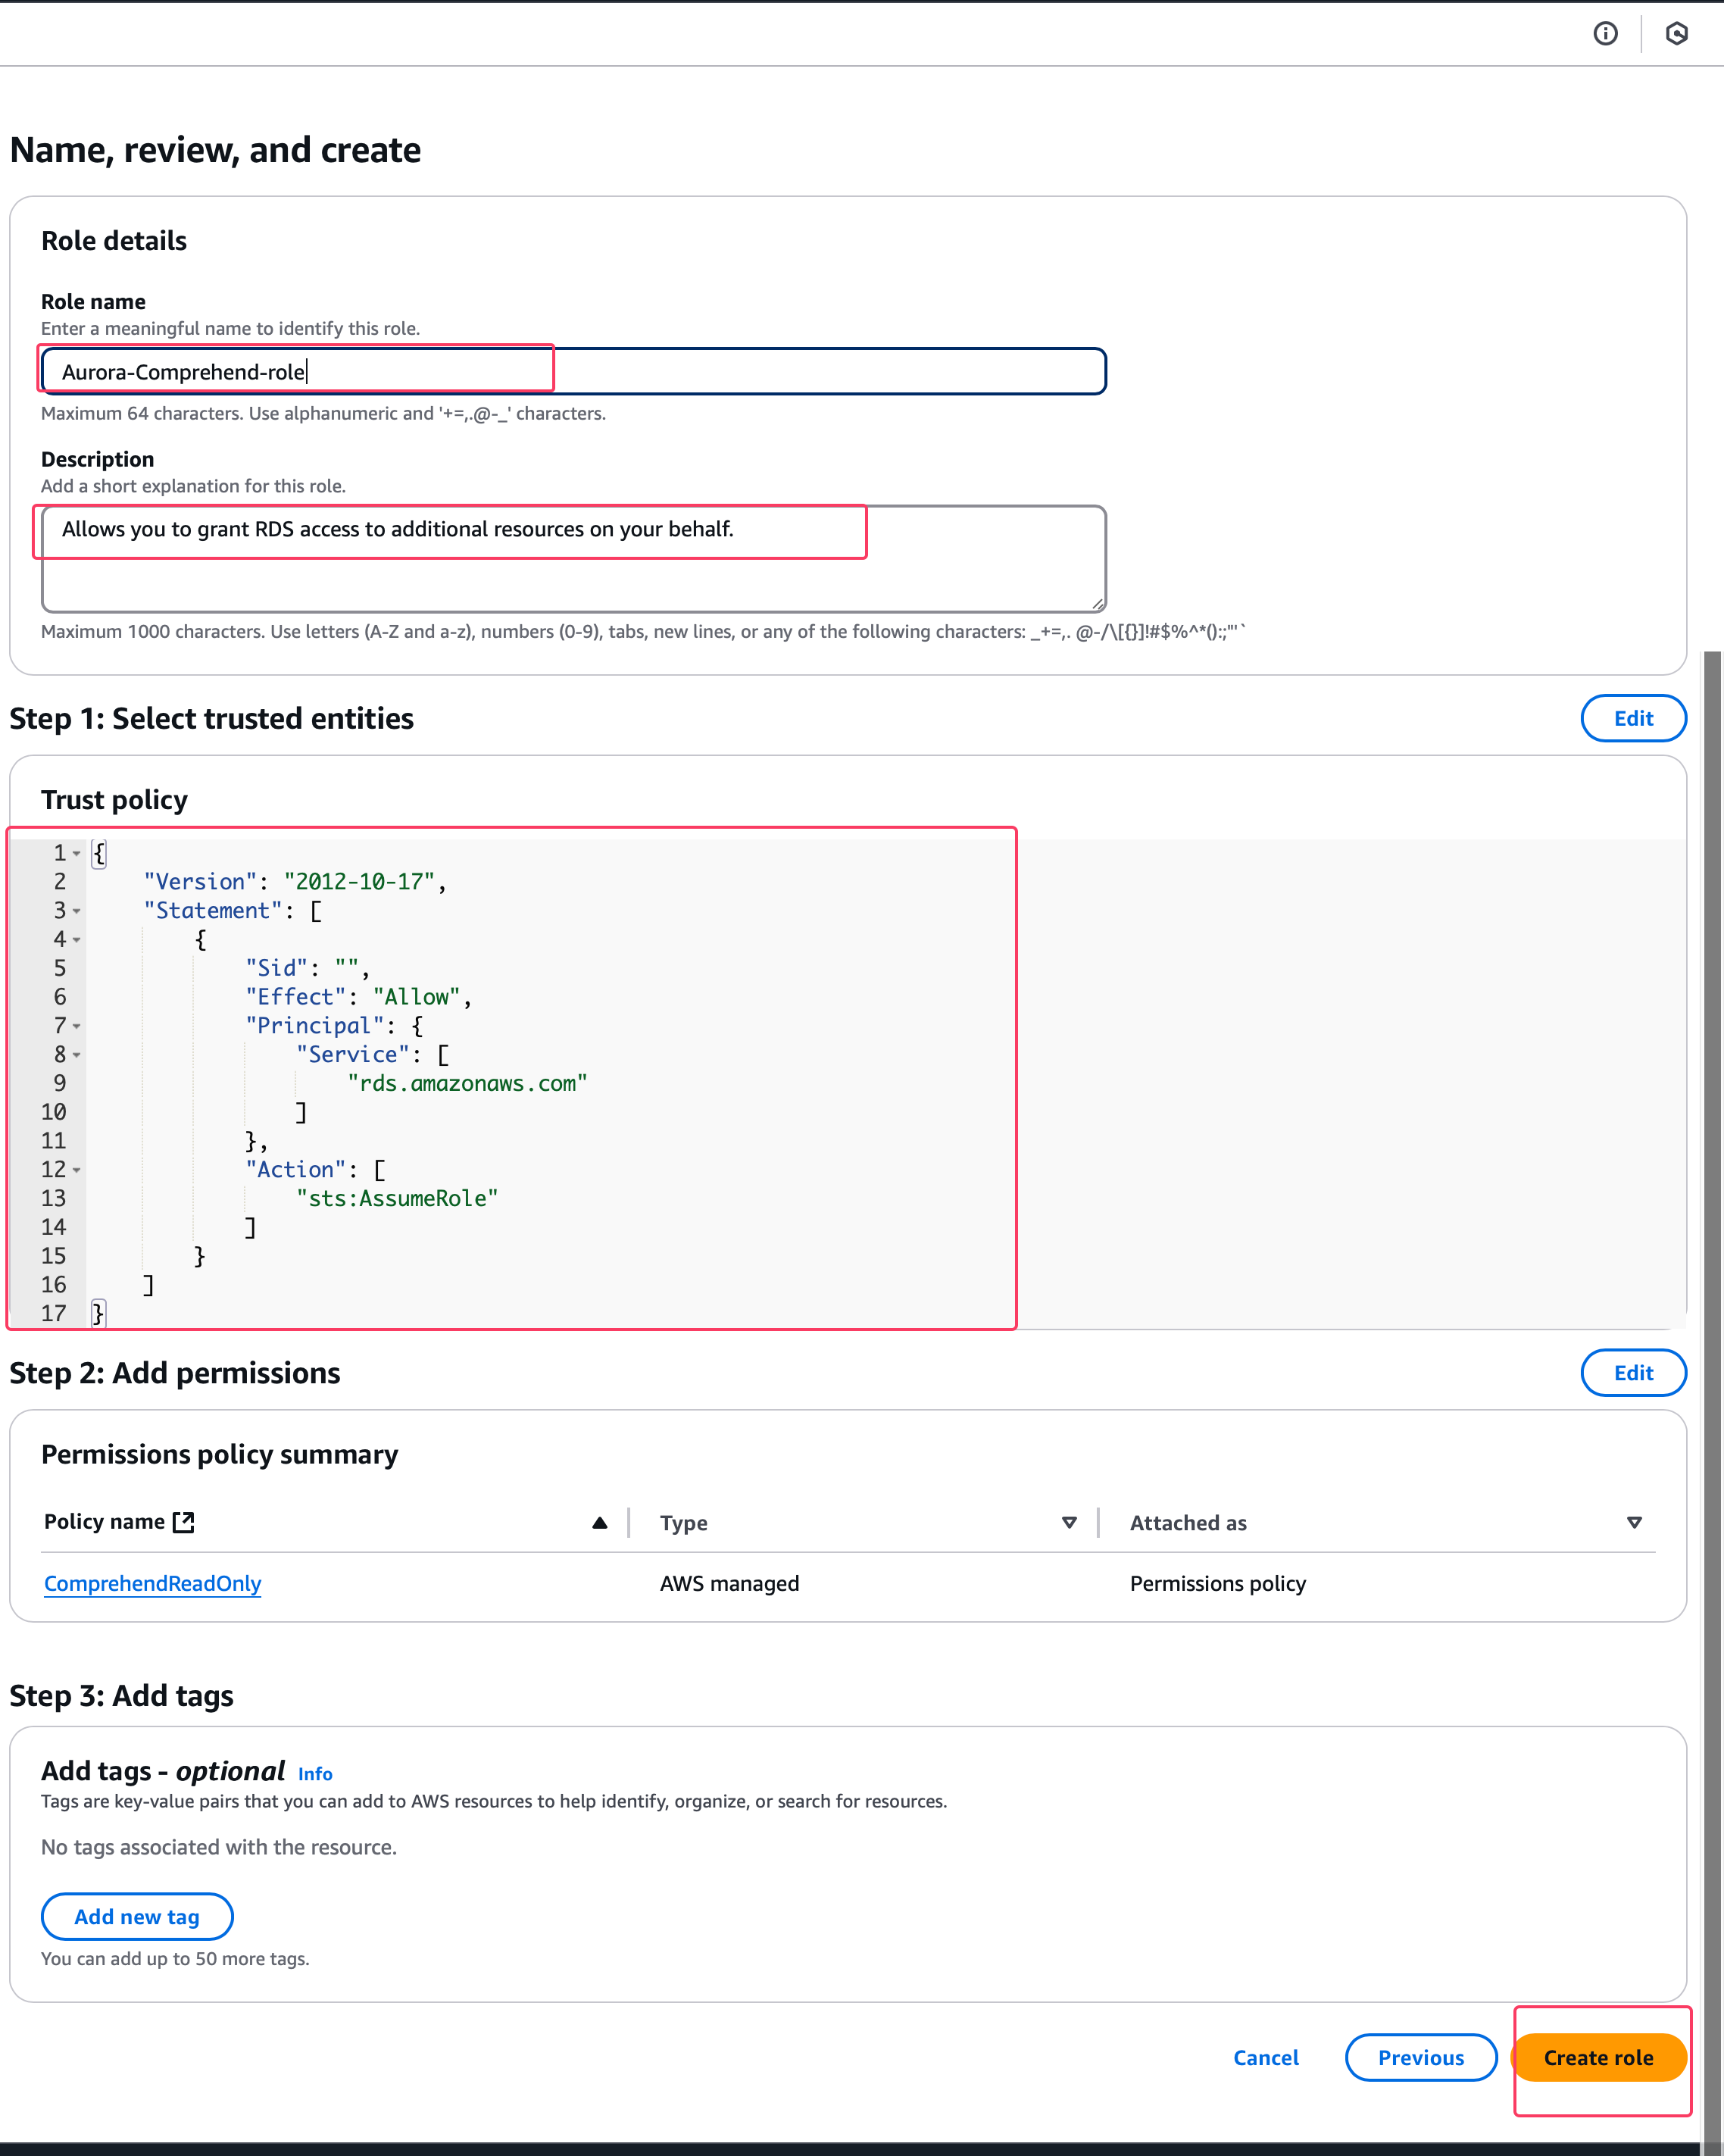 Name, review, and create
Role details
Role name
Enter a meaningful name to identify this role.
Aurora-Comprehend-role
Maximum 64 characters. Use alphanumeric and '+=,.@-_' characters.
Description
Add a short explanation for this role.
Allows you to grant RDS access to additional resources on your behalf.
Maximum 1000 characters. Use letters (A-Z and a-z), numbers (0-9), tabs, new lines, or any of the following characters: _+=,. @-/\[{}]!#$%^*();:"'`
Step 1: Select trusted entities
Edit
Trust policy
1 {
2 "Version": "2012-10-17",
3 "Statement": [
4 {
5 "Sid": "",
6 "Effect": "Allow",
7 "Principal": {
8 "Service": [
9 "rds.amazonaws.com"
10 ]
11 },
12 "Action": [
13 "sts:AssumeRole"
14 ]
15 }
16 ]
17 }
Step 2: Add permissions
Edit
Permissions policy summary
Policy name Type Attached as
ComprehendReadOnly AWS managed Permissions policy
Step 3: Add tags
Add tags - optional Info
Tags are key-value pairs that you can add to AWS resources to help identify, organize, or search for resources.
No tags associated with the resource.
Add new tag
You can add up to 50 more tags.
Cancel Previous Create role